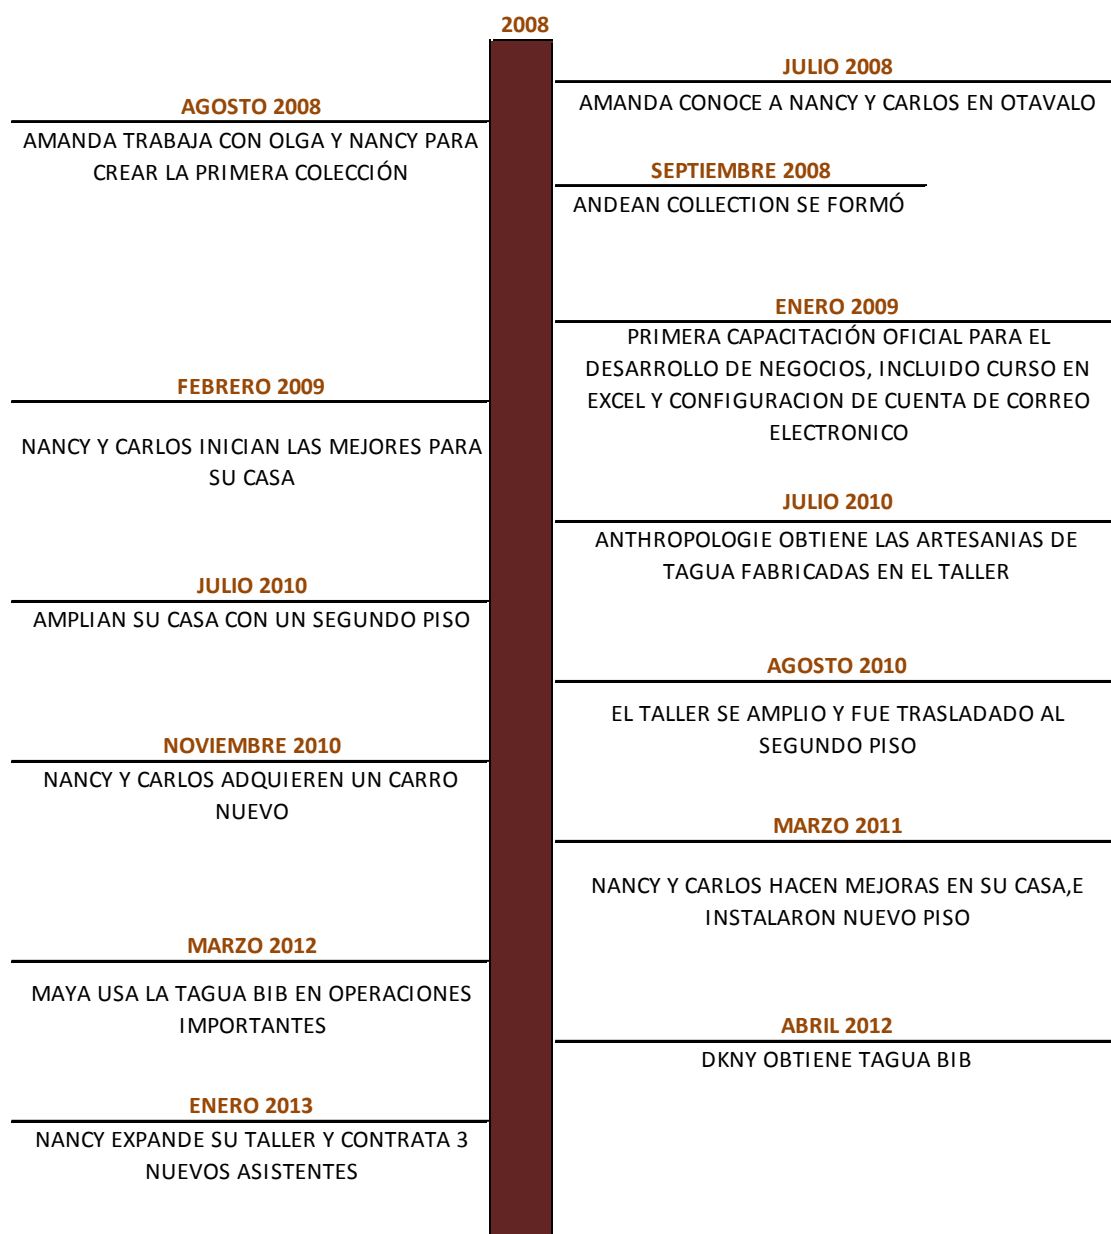 2008
JULIO 2008
AMANDA CONOCE A NANCY Y CARLOS EN OTAVALO
AGOSTO 2008
AMANDA TRABAJA CON OLGA Y NANCY PARA
CREAR LA PRIMERA COLECCIÓN
SEPTIEMBRE 2008
ANDEAN COLLECTION SE FORMÓ
ENERO 2009
PRIMERA CAPACITACIÓN OFICIAL PARA EL
DESARROLLO DE NEGOCIOS, INCLUIDO CURSO EN
EXCEL Y CONFIGURACION DE CUENTA DE CORREO
ELECTRONICO
FEBRERO 2009
NANCY Y CARLOS INICIAN LAS MEJORES PARA
SU CASA
JULIO 2010
ANTHROPOLOGIE OBTIENE LAS ARTESANIAS DE
TAGUA FABRICADAS EN EL TALLER
JULIO 2010
AMPLIAN SU CASA CON UN SEGUNDO PISO
AGOSTO 2010
EL TALLER SE AMPLIO Y FUE TRASLADADO AL
SEGUNDO PISO
NOVIEMBRE 2010
NANCY Y CARLOS ADQUIEREN UN CARRO
NUEVO
MARZO 2011
NANCY Y CARLOS HACEN MEJORAS EN SU CASA,E
INSTALARON NUEVO PISO
MARZO 2012
MAYA USA LA TAGUA BIB EN OPERACIONES
IMPORTANTES
ABRIL 2012
DKNY OBTIENE TAGUA BIB
ENERO 2013
NANCY EXPANDE SU TALLER Y CONTRATA 3
NUEVOS ASISTENTES